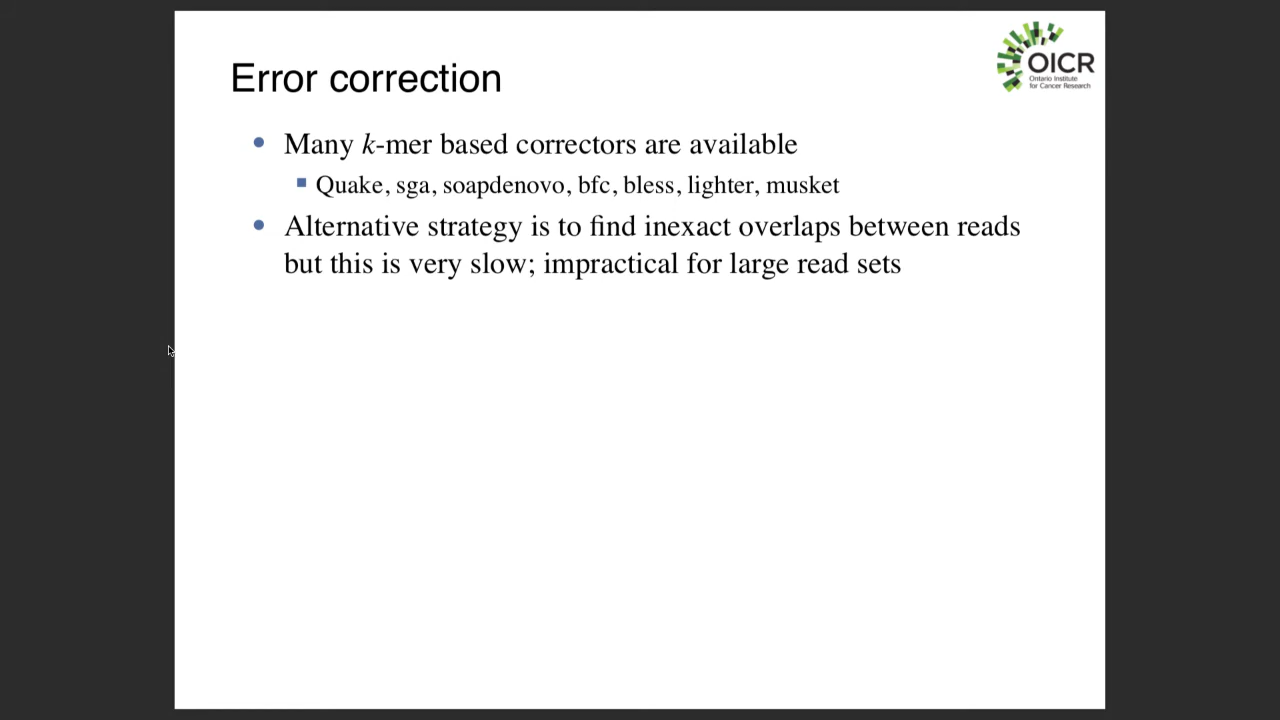 OICR
Ontario Institute
for Cancer Research
Error correction
Many k-mer based correctors are available
Quake, sga, soapdenovo, bfc, bless, lighter, musket
Alternative strategy is to find inexact overlaps between reads
but this is very slow; impractical for large read sets